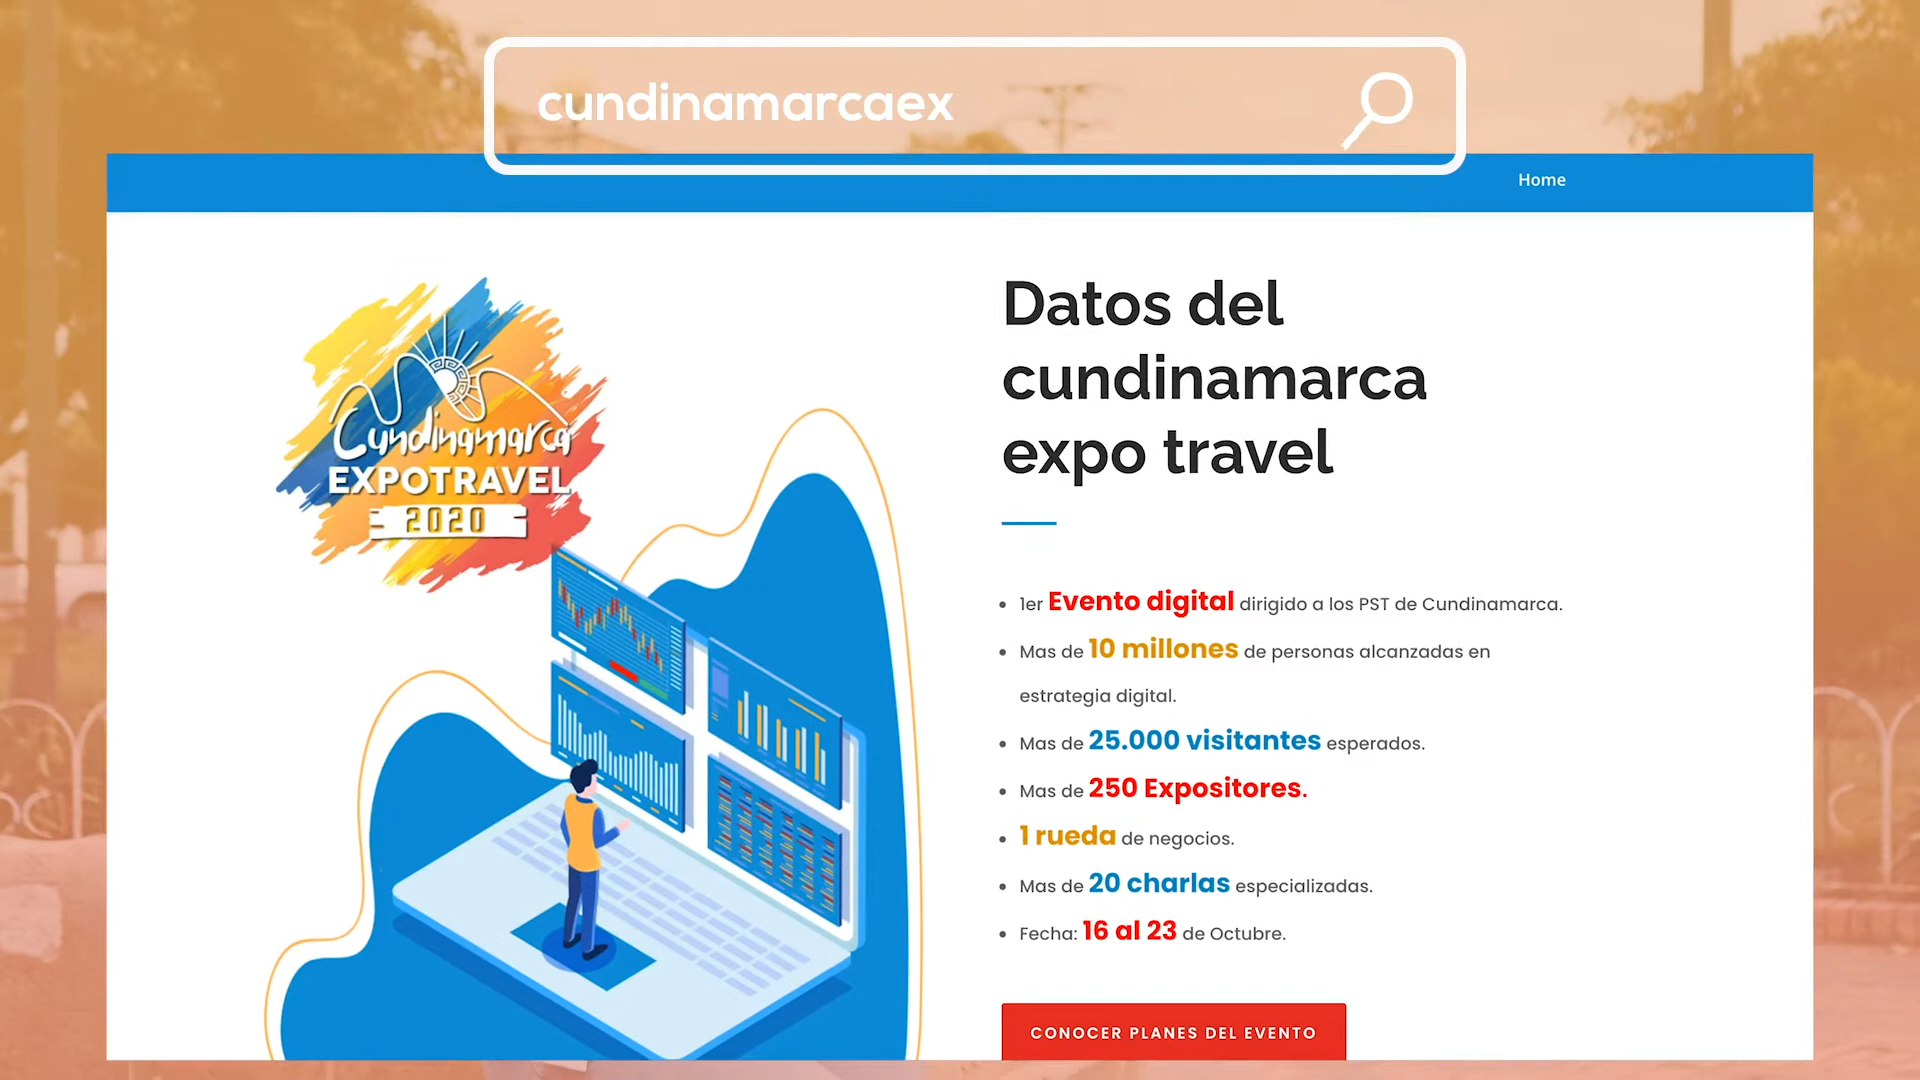 cundinamarcaex
Home
Cundinamarca
EXPOTRAVEL
2020
Datos del
cundinamarca
expo travel
1er Evento digital dirigido a los PST de Cundinamarca.
Mas de 10 millones de personas alcanzadas en
estrategia digital.
Mas de 25.000 visitantes esperados.
Mas de 250 Expositores.
1 rueda de negocios.
Mas de 20 charlas especializadas.
Fecha: 16 al 23 de Octubre.
CONOCER PLANES DEL EVENTO